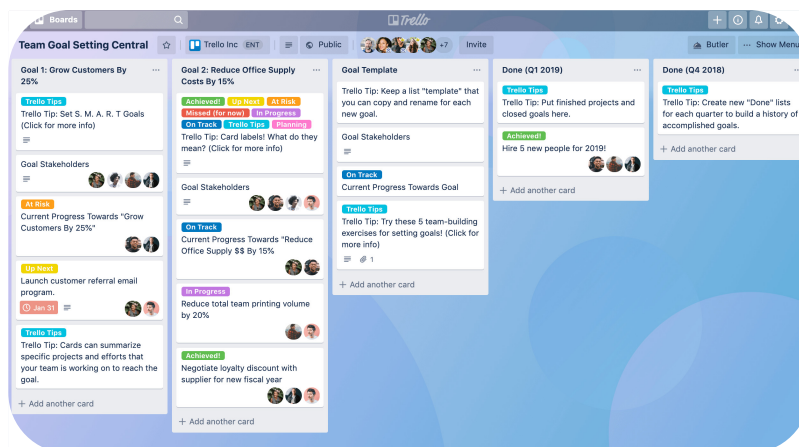 Boards
Trello
Team Goal Setting Central
Trello Inc ENT
Public
+7
Invite
Butler
... Show Menu
Goal 1: Grow Customers By
25%
...
Trello Tips
Trello Tip: Set S. M. A. R. T Goals
(Click for more info)
Goal Stakeholders
At Risk
Current Progress Towards "Grow
Customers By 25%"
Up Next
Launch customer referral email
program.
Jan 31
Trello Tips
Trello Tip: Cards can summarize
specific projects and efforts that
your team is working on to reach the
goal.
+ Add another card
Goal 2: Reduce Office Supply
Costs By 15%
...
Achieved! Up Next At Risk
Missed (for now) In Progress
On Track Trello Tips Planning
Trello Tip: Card labels! What do they
mean? (Click for more info)
Goal Stakeholders
On Track
Current Progress Towards "Reduce
Office Supply $$ By 15%
In Progress
Reduce total team printing volume
by 20%
Achieved!
Negotiate loyalty discount with
supplier for new fiscal year
+ Add another card
Goal Template
...
Trello Tip: Keep a list "template" that
you can copy and rename for each
new goal.
Goal Stakeholders
On Track
Current Progress Towards Goal
Trello Tips
Trello Tip: Try these 5 team-building
exercises for setting goals! (Click for
more info)
1
+ Add another card
Done (Q1 2019)
...
Trello Tips
Trello Tip: Put finished projects and
closed goals here.
Achieved!
Hire 5 new people for 2019!
+ Add another card
Done (Q4 2018)
...
Trello Tips
Trello Tip: Create new "Done" lists
for each quarter to build a history of
accomplished goals.
+ Add another card